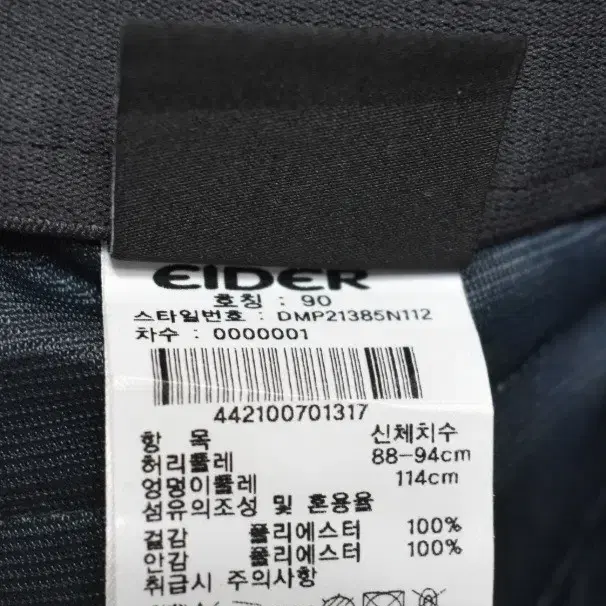 EIDER
호칭 : 90
스타일번호 : DMP21385N112
차수 : 0000001
442100701317
항 목 신체치수
허리둘레 88-94cm
엉덩이둘레 114cm
섬유의조성 및 혼용율
겉감 폴리에스터 100%
안감 폴리에스터 100%
취급시 주의사항